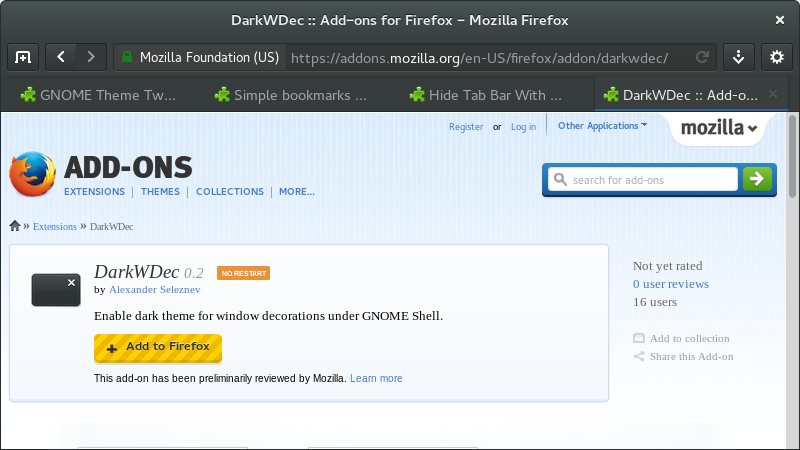 DarkWDec :: Add-ons for Firefox - Mozilla Firefox
Mozilla Foundation (US) https://addons.mozilla.org/en-US/firefox/addon/darkwdec/
GNOME Theme Tw... Simple bookmarks ... Hide Tab Bar With ... DarkWDec :: Add-o...
Register or Log in Other Applications mozilla
ADD-ONS
EXTENSIONS | THEMES | COLLECTIONS | MORE...
search for add-ons
» Extensions » DarkWDec
DarkWDec 0.2 NO RESTART
by Alexander Seleznev
Enable dark theme for window decorations under GNOME Shell.
Add to Firefox
This add-on has been preliminarily reviewed by Mozilla. Learn more
Not yet rated
0 user reviews
16 users
Add to collection
Share this Add-on